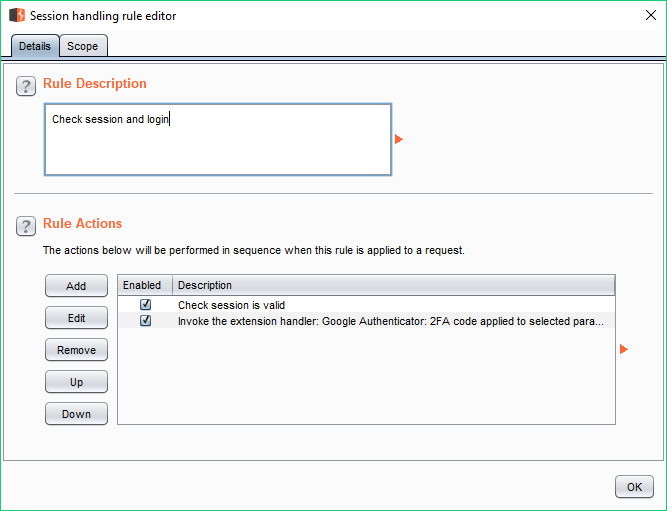 Session handling rule editor
Details Scope
? Rule Description
Check session and login
? Rule Actions
The actions below will be performed in sequence when this rule is applied to a request.
Add
Edit
Remove
Up
Down
Enabled Description
Check session is valid
Invoke the extension handler: Google Authenticator: 2FA code applied to selected para...
OK